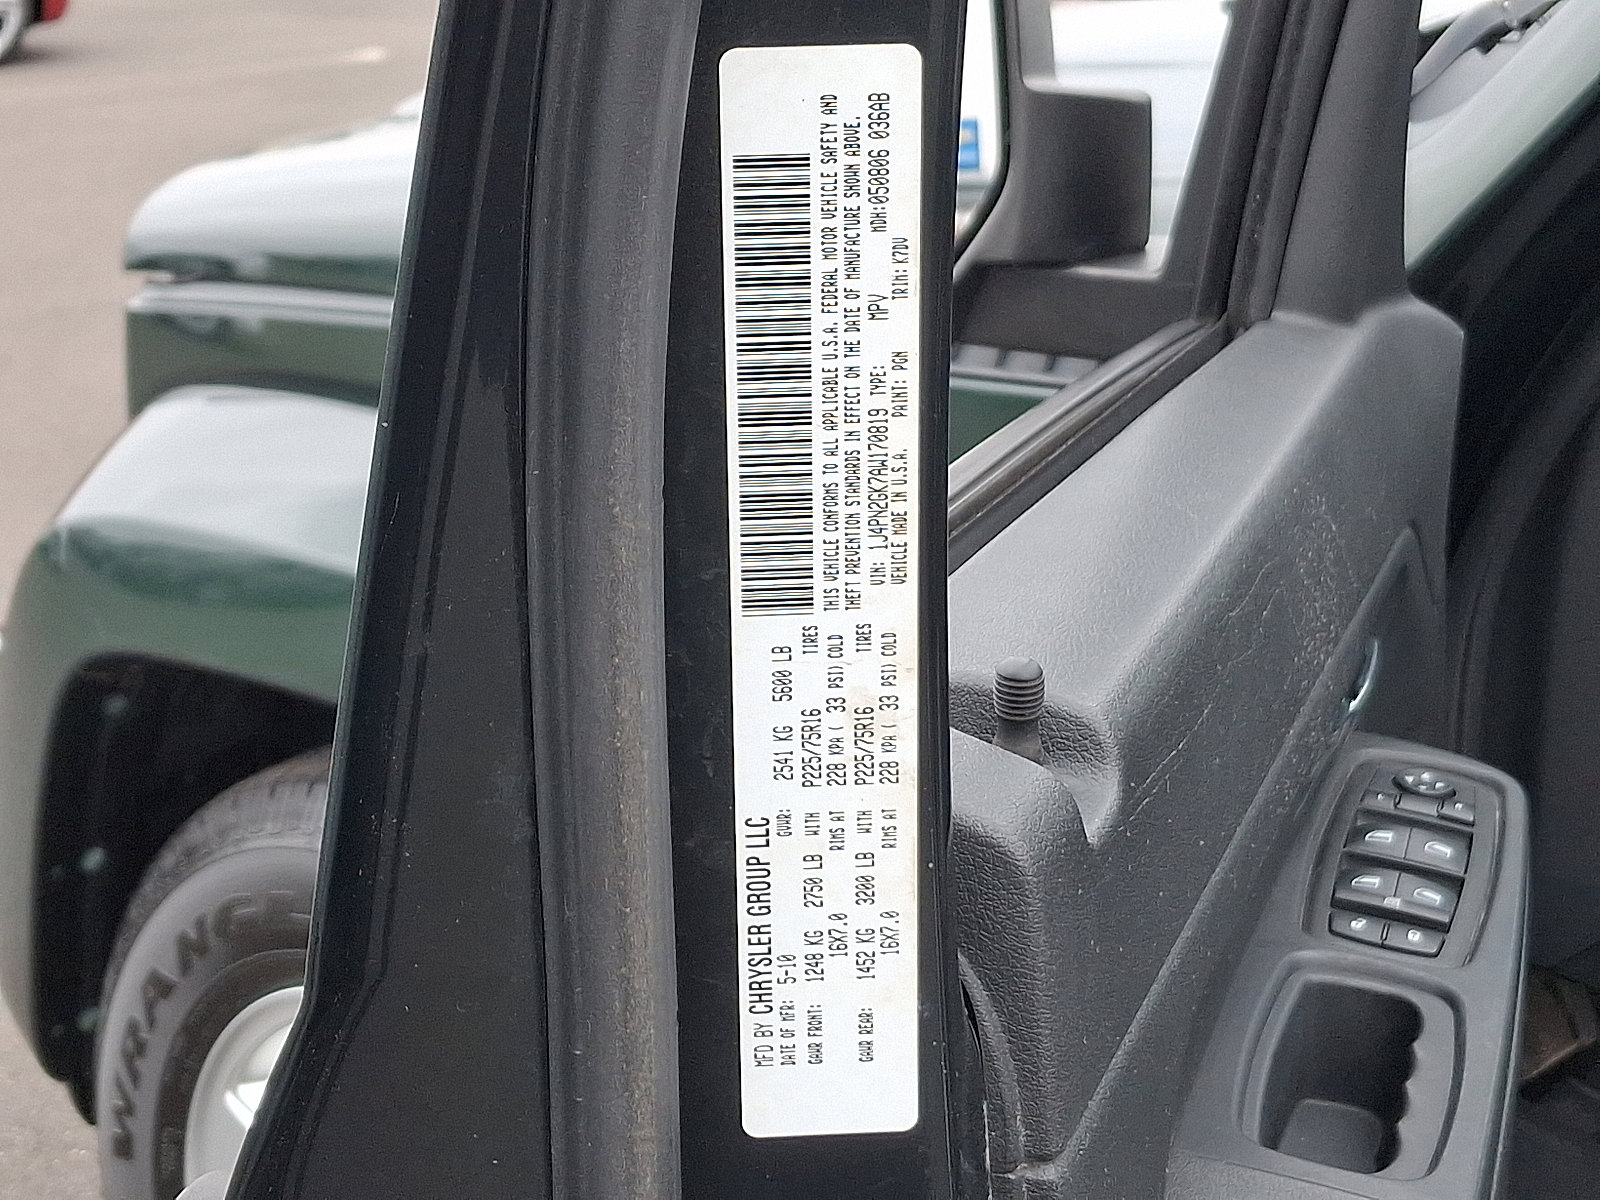 MFD BY CHRYSLER GROUP LLC
DATE OF MFR: 5-10 GVWR: 2541 KG 5600 LB
GAWR FRONT: 1248 KG 2750 LB WITH P225/75R16 TIRES
16X7.0 RIMS AT 228 KPA ( 33 PSI) COLD
GAWR REAR: 1452 KG 3200 LB WITH P225/75R16 TIRES
16X7.0 RIMS AT 228 KPA ( 33 PSI) COLD
THIS VEHICLE CONFORMS TO ALL APPLICABLE U.S.A. FEDERAL MOTOR VEHICLE SAFETY AND
THEFT PREVENTION STANDARDS IN EFFECT ON THE DATE OF MANUFACTURE SHOWN ABOVE.
VIN: 1J4PN2GK7AW170819 TYPE: MPV MDH:050806 036AB
VEHICLE MADE IN U.S.A. PAINT: PGN TRIM: K7DV
WRANGLE